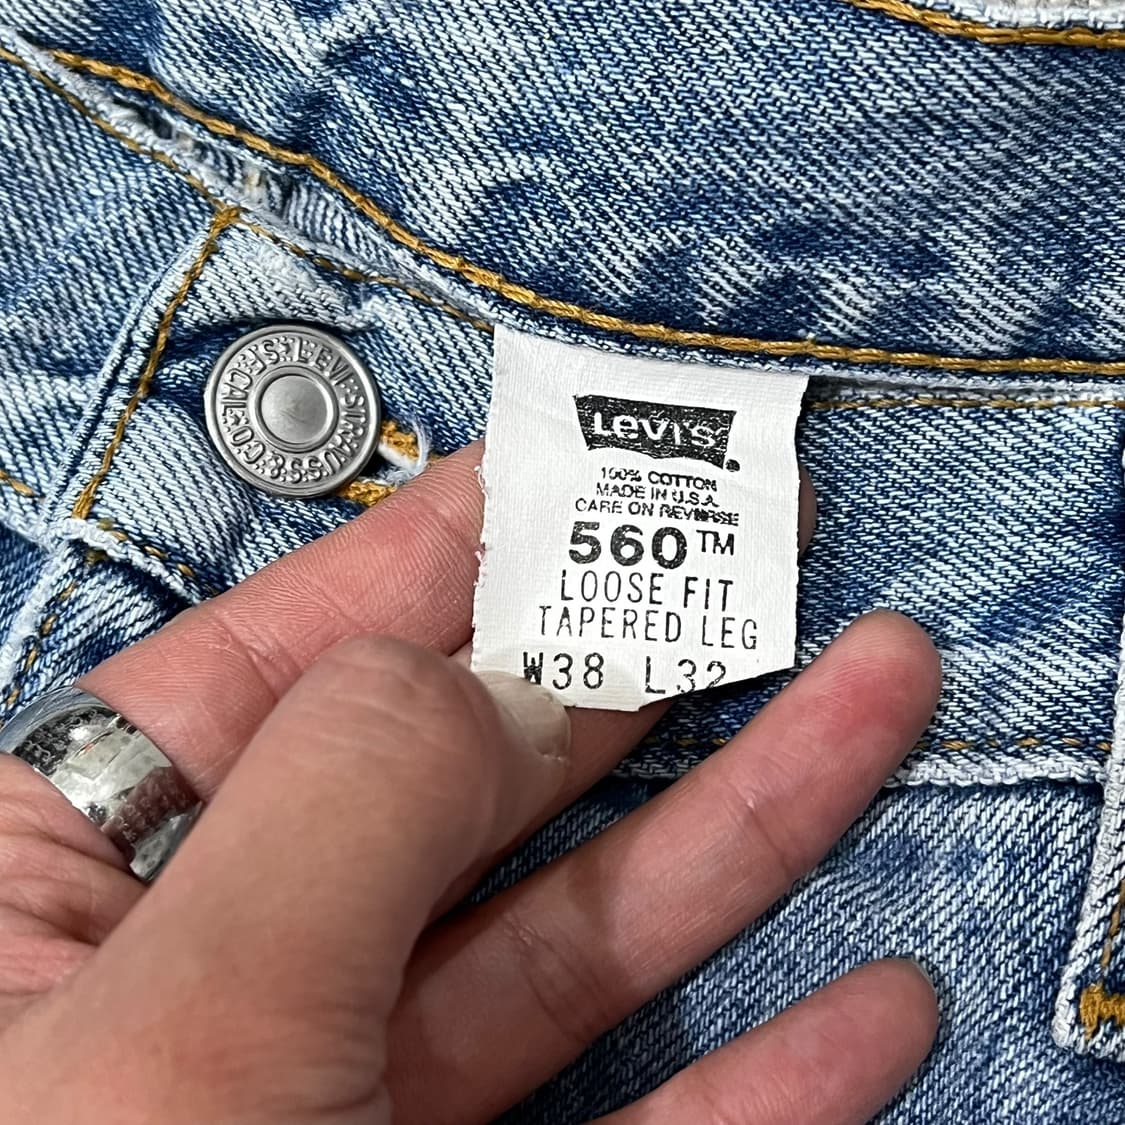 LEVI STRAUSS & CO. S.F. CAL.
Levi's
100% COTTON
MADE IN U.S.A.
CARE ON REVERSE
560™
LOOSE FIT
TAPERED LEG
W38 L32